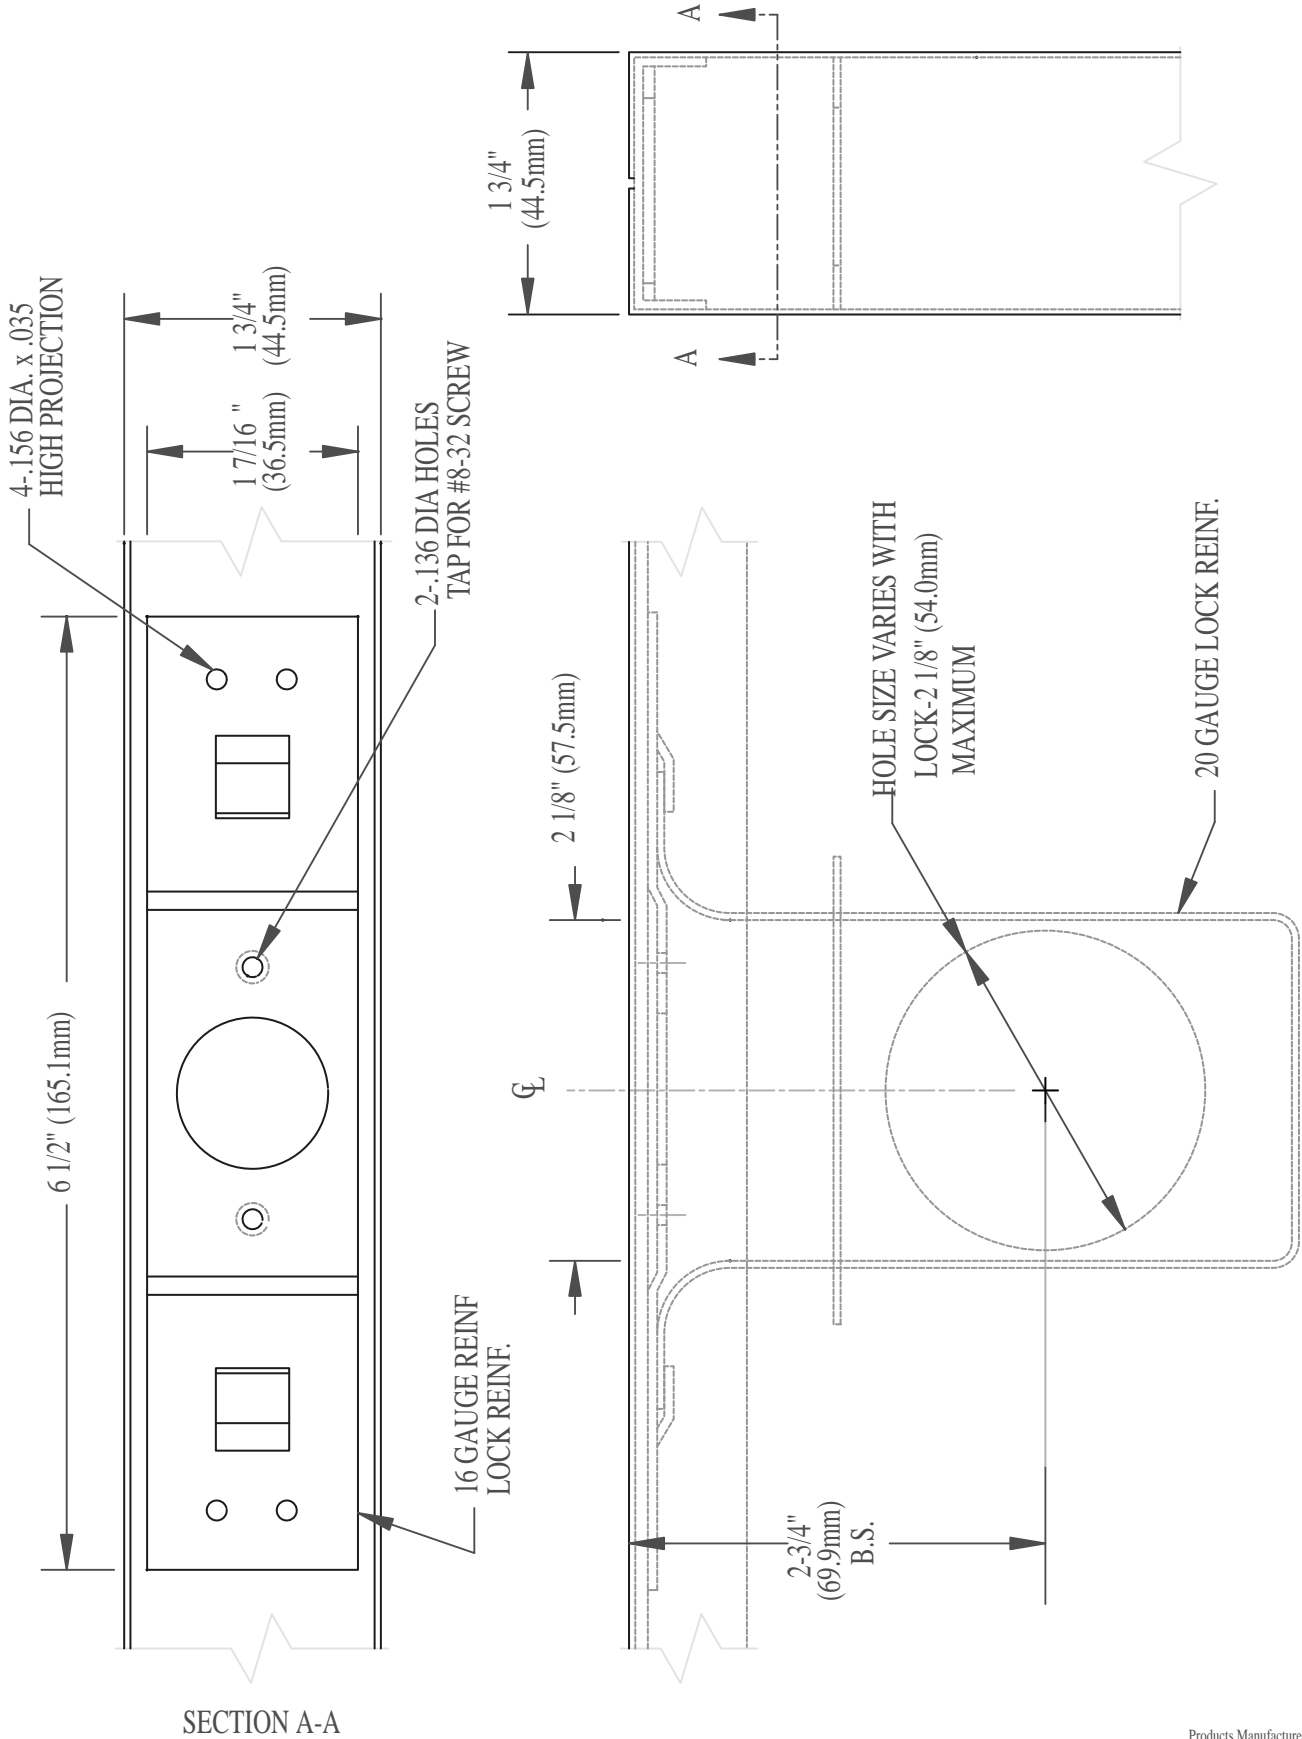 4-.156 DIA. x .035
HIGH PROJECTION
1 3/4"
(44.5mm)
1 7/16 "
(36.5mm)
2-.136 DIA HOLES
TAP FOR #8-32 SCREW
6 1/2" (165.1mm)
16 GAUGE REINF
LOCK REINF.
SECTION A-A
A
A
1 3/4"
(44.5mm)
2 1/8" (57.5mm)
HOLE SIZE VARIES WITH
LOCK-2 1/8" (54.0mm)
MAXIMUM
20 GAUGE LOCK REINF.
CL
2-3/4"
(69.9mm)
B.S.
Products Manufacture